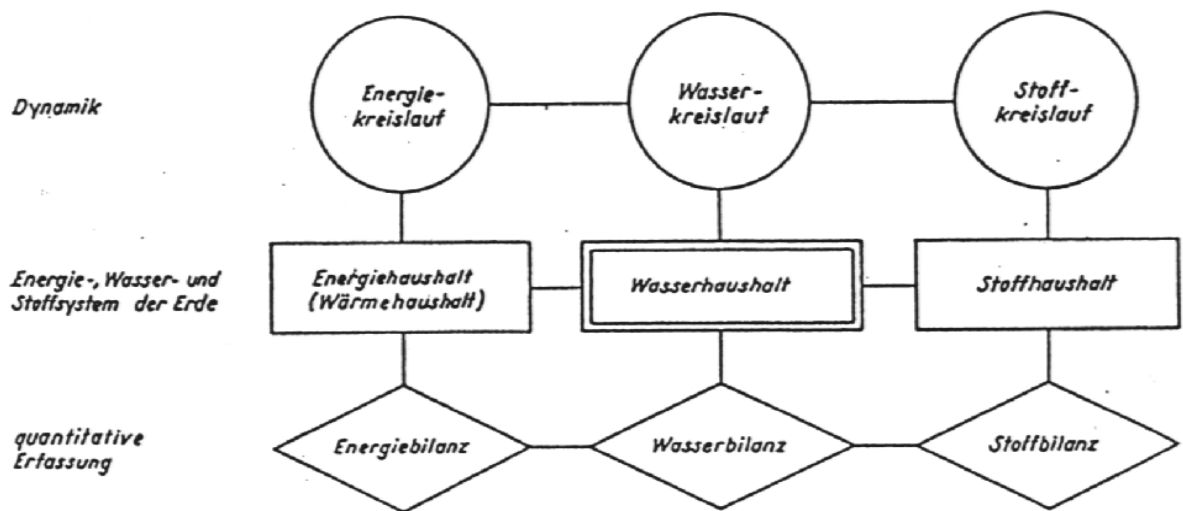 Dynamik
Energie-
kreislauf
Wasser-
kreislauf
Stoff-
kreislauf
Energie-, Wasser- und
Stoffsystem der Erde
Energiehaushalt
(Wärmehaushalt)
Wasserhaushalt
Stoffhaushalt
quantitative
Erfassung
Energiebilanz
Wasserbilanz
Stoffbilanz